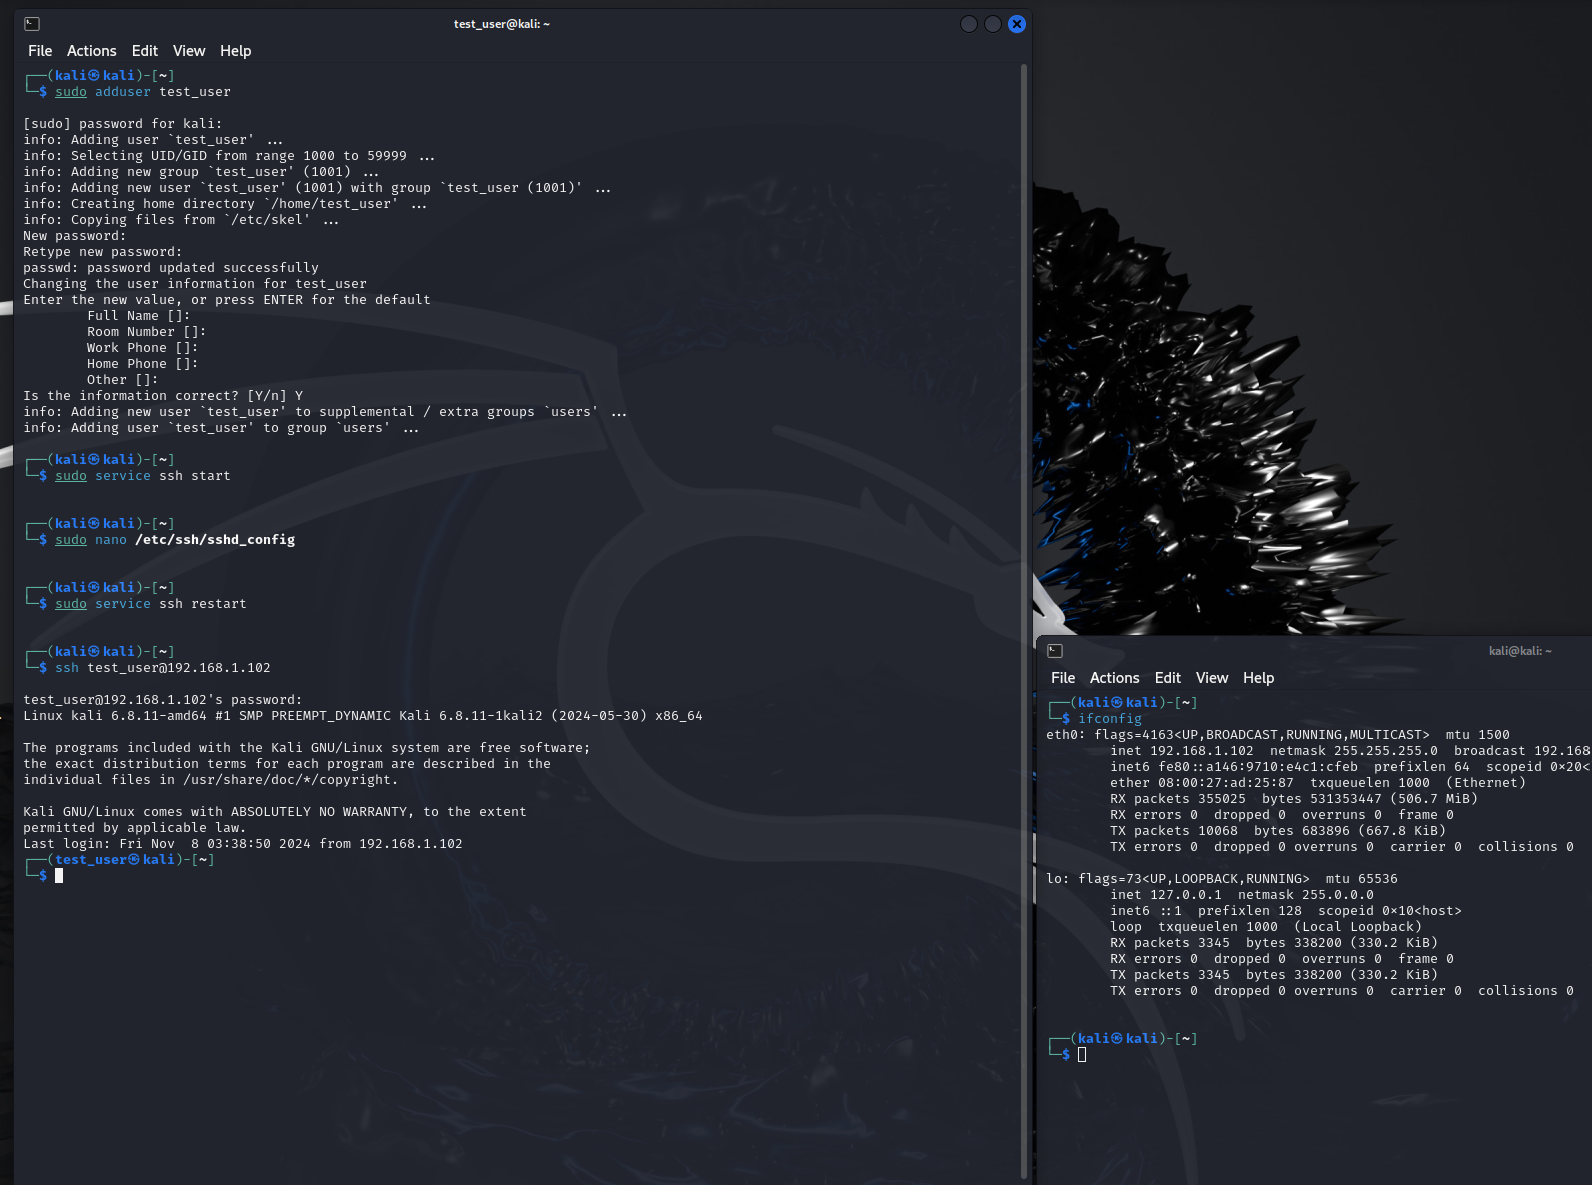 test_user@kali: ~
File Actions Edit View Help
┌──(kali㉿kali)-[~]
└─$ sudo adduser test_user
[sudo] password for kali:
info: Adding user `test_user' ...
info: Selecting UID/GID from range 1000 to 59999 ...
info: Adding new group `test_user' (1001) ...
info: Adding new user `test_user' (1001) with group `test_user (1001)' ...
info: Creating home directory `/home/test_user' ...
info: Copying files from `/etc/skel' ...
New password:
Retype new password:
passwd: password updated successfully
Changing the user information for test_user
Enter the new value, or press ENTER for the default
Full Name []:
Room Number []:
Work Phone []:
Home Phone []:
Other []:
Is the information correct? [Y/n] Y
info: Adding new user `test_user' to supplemental / extra groups `users' ...
info: Adding user `test_user' to group `users' ...
┌──(kali㉿kali)-[~]
└─$ sudo service ssh start
┌──(kali㉿kali)-[~]
└─$ sudo nano /etc/ssh/sshd_config
┌──(kali㉿kali)-[~]
└─$ sudo service ssh restart
┌──(kali㉿kali)-[~]
└─$ ssh test_user@192.168.1.102
test_user@192.168.1.102's password:
Linux kali 6.8.11-amd64 #1 SMP PREEMPT_DYNAMIC Kali 6.8.11-1kali2 (2024-05-30) x86_64
The programs included with the Kali GNU/Linux system are free software;
the exact distribution terms for each program are described in the
individual files in /usr/share/doc/*/copyright.
Kali GNU/Linux comes with ABSOLUTELY NO WARRANTY, to the extent
permitted by applicable law.
Last login: Fri Nov  8 03:38:50 2024 from 192.168.1.102
┌──(test_user㉿kali)-[~]
└─$
kali@kali: ~
File Actions Edit View Help
┌──(kali㉿kali)-[~]
└─$ ifconfig
eth0: flags=4163<UP,BROADCAST,RUNNING,MULTICAST>  mtu 1500
inet 192.168.1.102  netmask 255.255.255.0  broadcast 192.168
inet6 fe80::a146:9710:e4c1:cfeb  prefixlen 64  scopeid 0x20<
ether 08:00:27:ad:25:87  txqueuelen 1000  (Ethernet)
RX packets 355025  bytes 531353447 (506.7 MiB)
RX errors 0  dropped 0  overruns 0  frame 0
TX packets 10068  bytes 683896 (667.8 KiB)
TX errors 0  dropped 0 overruns 0  carrier 0  collisions 0
lo: flags=73<UP,LOOPBACK,RUNNING>  mtu 65536
inet 127.0.0.1  netmask 255.0.0.0
inet6 ::1  prefixlen 128  scopeid 0x10<host>
loop  txqueuelen 1000  (Local Loopback)
RX packets 3345  bytes 338200 (330.2 KiB)
RX errors 0  dropped 0  overruns 0  frame 0
TX packets 3345  bytes 338200 (330.2 KiB)
TX errors 0  dropped 0 overruns 0  carrier 0  collisions 0
┌──(kali㉿kali)-[~]
└─$